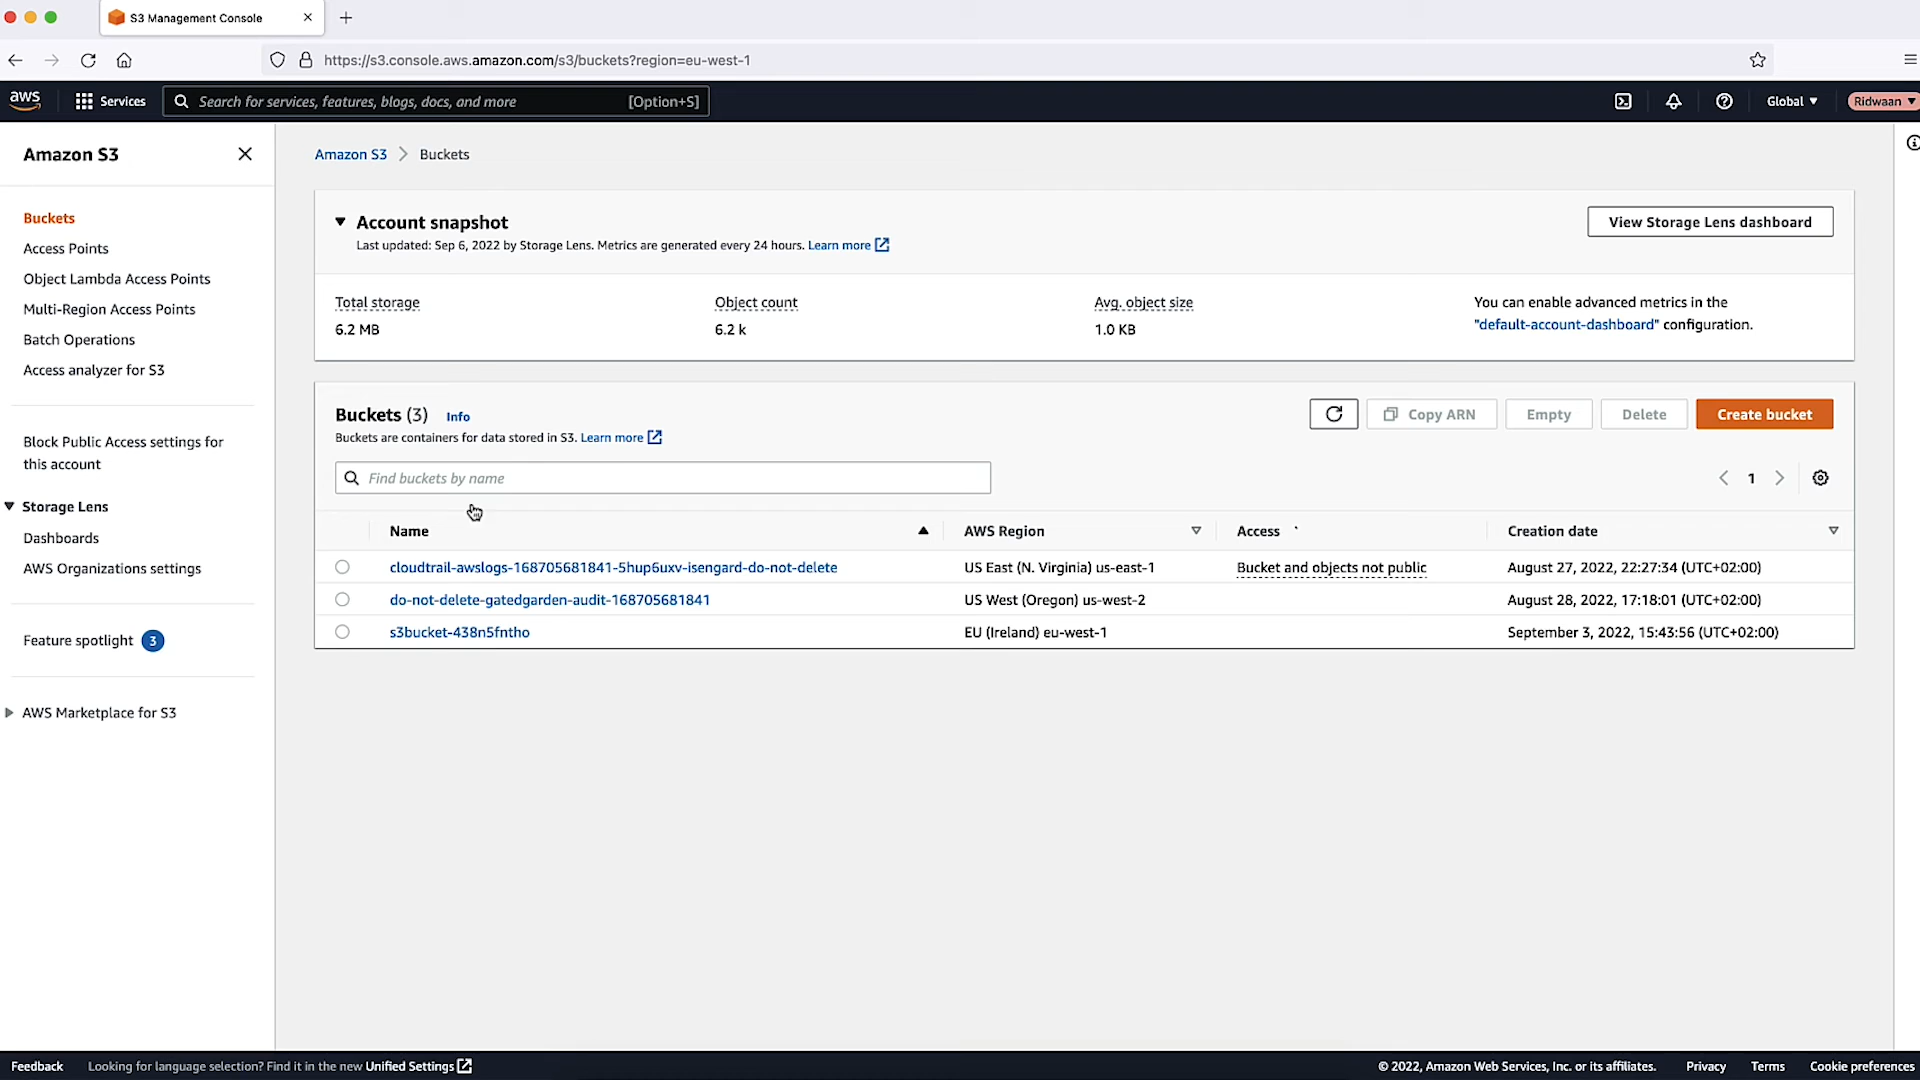 S3 Management Console
https://s3.console.aws.amazon.com/s3/buckets?region=eu-west-1
aws
Services
Search for services, features, blogs, docs, and more
[Option+S]
Global
Ridwaan
Amazon S3
Buckets
Access Points
Object Lambda Access Points
Multi-Region Access Points
Batch Operations
Access analyzer for S3
Block Public Access settings for
this account
Storage Lens
Dashboards
AWS Organizations settings
Feature spotlight 3
AWS Marketplace for S3
Amazon S3 > Buckets
Account snapshot
Last updated: Sep 6, 2022 by Storage Lens. Metrics are generated every 24 hours. Learn more
View Storage Lens dashboard
Total storage
6.2 MB
Object count
6.2 k
Avg. object size
1.0 KB
You can enable advanced metrics in the
"default-account-dashboard" configuration.
Buckets (3) Info
Buckets are containers for data stored in S3. Learn more
Copy ARN
Empty
Delete
Create bucket
Find buckets by name
1
Name AWS Region Access Creation date
cloudtrail-awslogs-168705681841-5hup6uxv-isengard-do-not-delete US East (N. Virginia) us-east-1 Bucket and objects not public August 27, 2022, 22:27:34 (UTC+02:00)
do-not-delete-gatedgarden-audit-168705681841 US West (Oregon) us-west-2 August 28, 2022, 17:18:01 (UTC+02:00)
s3bucket-438n5fntho EU (Ireland) eu-west-1 September 3, 2022, 15:43:56 (UTC+02:00)
Feedback
Looking for language selection? Find it in the new Unified Settings
© 2022, Amazon Web Services, Inc. or its affiliates.
Privacy
Terms
Cookie preferences